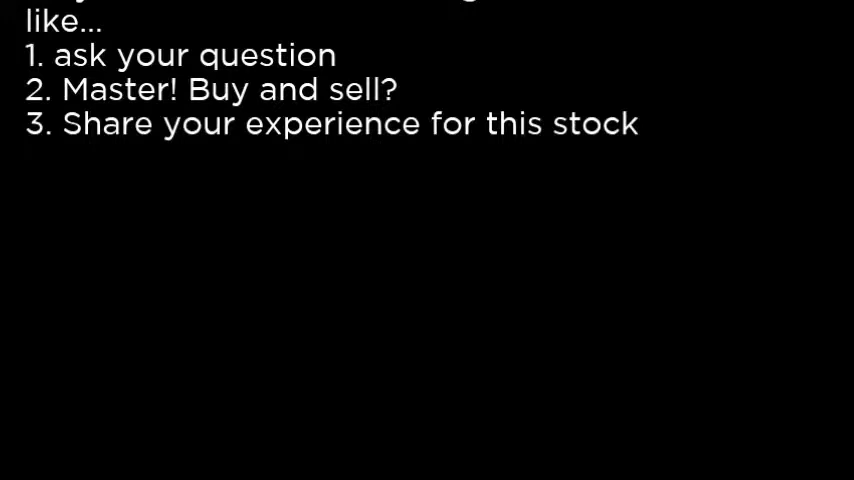 like...
1. ask your question
2. Master! Buy and sell?
3. Share your experience for this stock